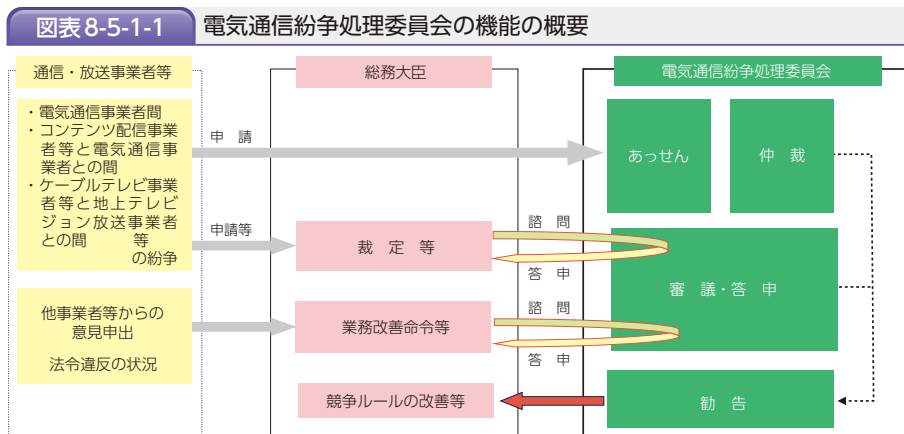 図表8-5-1-1 電気通信紛争処理委員会の機能の概要
通信・放送事業者等
総務大臣
電気通信紛争処理委員会
・電気通信事業者間
・コンテンツ配信事業
者等と電気通信事
業者との間
・ケーブルテレビ事業
者等と地上テレビ
ジョン放送事業者
との間 等
の紛争
申 請
あっせん
仲 裁
申請等
裁 定 等
諮 問
答 申
審 議・答 申
他事業者等からの
意見申出
法令違反の状況
業務改善命令等
諮 問
答 申
競争ルールの改善等
勧 告